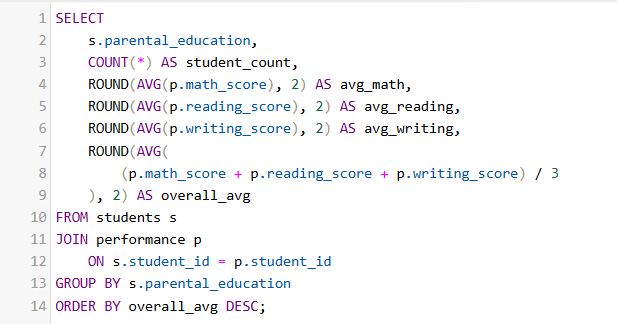 1 SELECT
2     s.parental_education,
3     COUNT(*) AS student_count,
4     ROUND(AVG(p.math_score), 2) AS avg_math,
5     ROUND(AVG(p.reading_score), 2) AS avg_reading,
6     ROUND(AVG(p.writing_score), 2) AS avg_writing,
7     ROUND(AVG(
8         (p.math_score + p.reading_score + p.writing_score) / 3
9     ), 2) AS overall_avg
10 FROM students s
11 JOIN performance p
12     ON s.student_id = p.student_id
13 GROUP BY s.parental_education
14 ORDER BY overall_avg DESC;